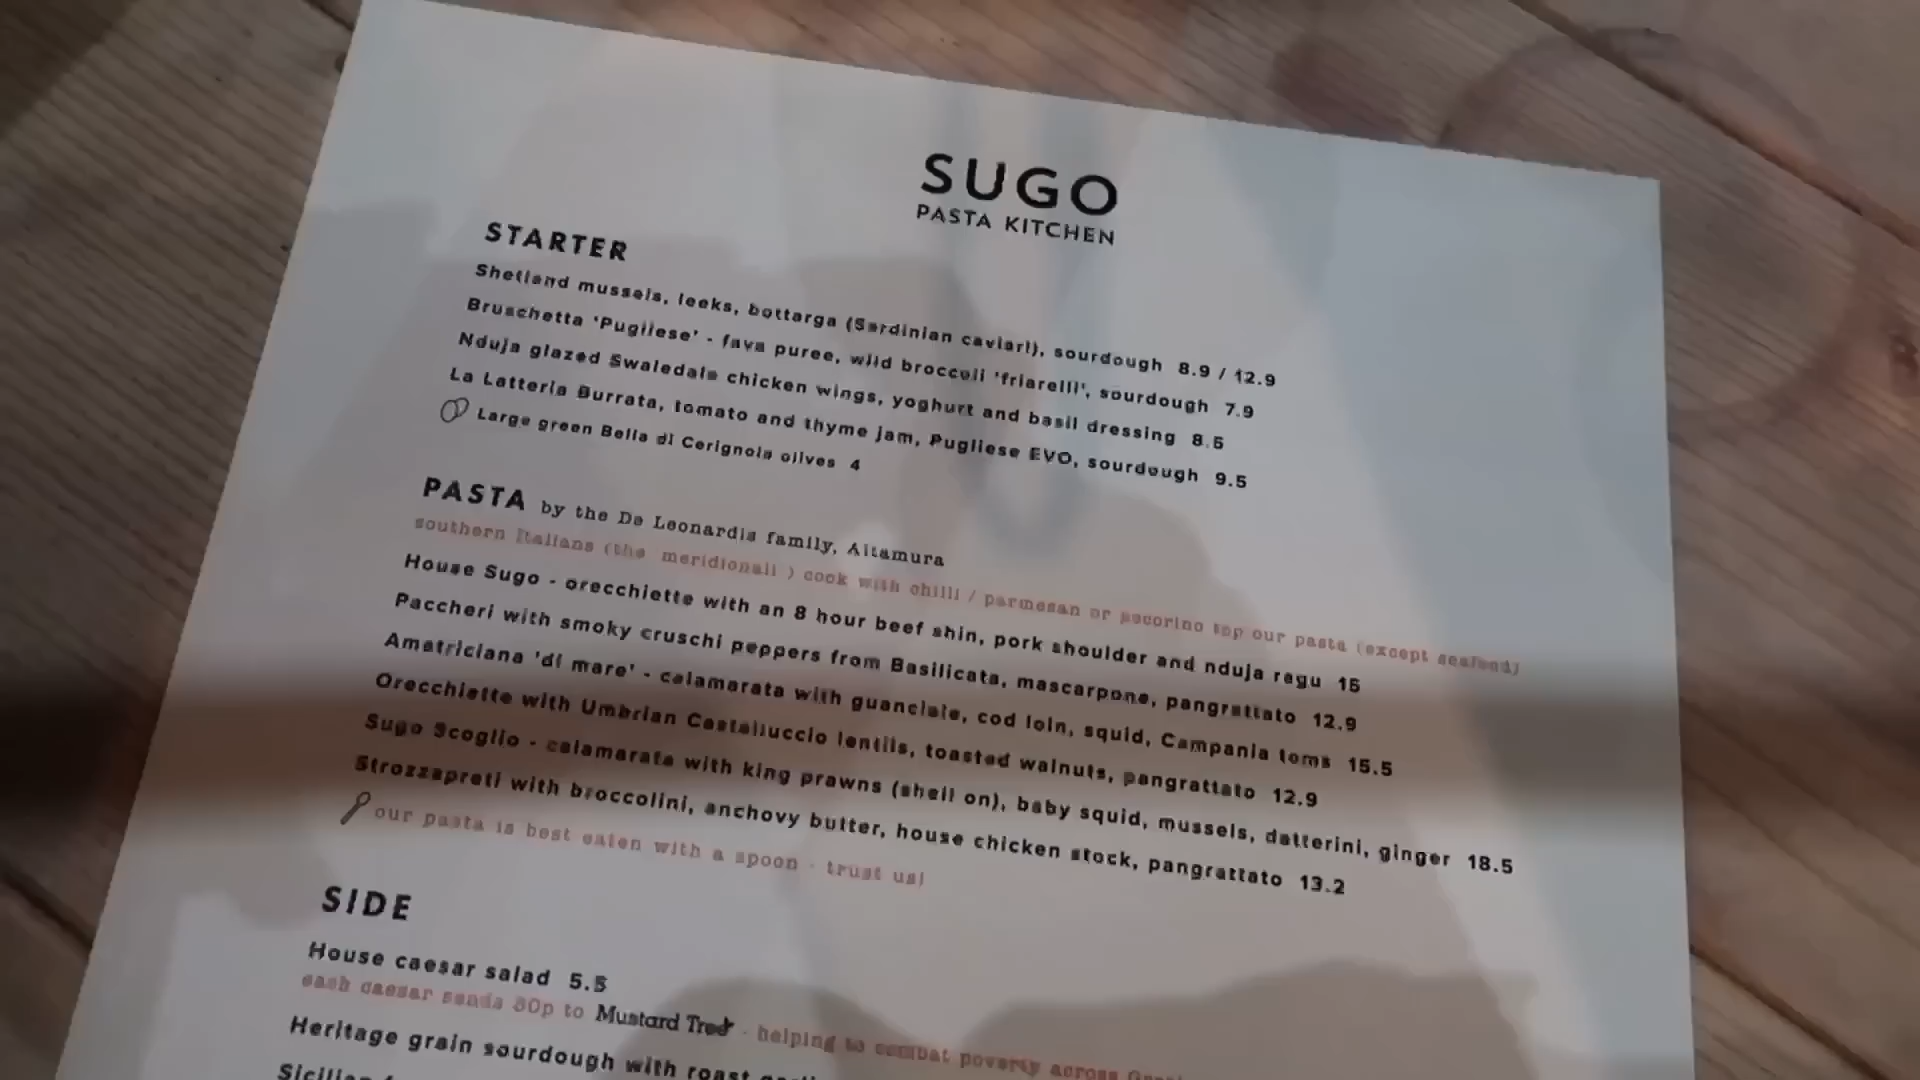 SUGO
PASTA KITCHEN
STARTER
Shetland mussels, leeks, bottarga (Sardinian caviar!), sourdough 8.9 / 12.9
Bruschetta 'Pugliese' - fava puree, wild broccoli 'friarelli', sourdough 7.9
Nduja glazed Swaledale chicken wings, yoghurt and basil dressing 8.5
La Latteria Burrata, tomato and thyme jam, Pugliese EVO, sourdough 9.5
Large green Bella di Cerignola olives 4
PASTA by the De Leonardis family, Altamura
southern Italians (the meridionali) cook with chilli / parmesan or pecorino top our pasta (except seafood)
House Sugo - orecchiette with an 8 hour beef shin, pork shoulder and nduja ragu 15
Paccheri with smoky cruschi peppers from Basilicata, mascarpone, pangrattato 12.9
Amatriciana 'di mare' - calamarata with guanciale, cod loin, squid, Campania toms 15.5
Orecchiette with Umbrian Castelluccio lentils, toasted walnuts, pangrattato 12.9
Sugo Scoglio - calamarata with king prawns (shell on), baby squid, mussels, datterini, ginger 18.5
Strozzapreti with broccolini, anchovy butter, house chicken stock, pangrattato 13.2
our pasta is best eaten with a spoon - trust us!
SIDE
House caesar salad 5.5
each caesar sends 30p to Mustard Tree - helping to combat poverty across
Heritage grain sourdough with roast